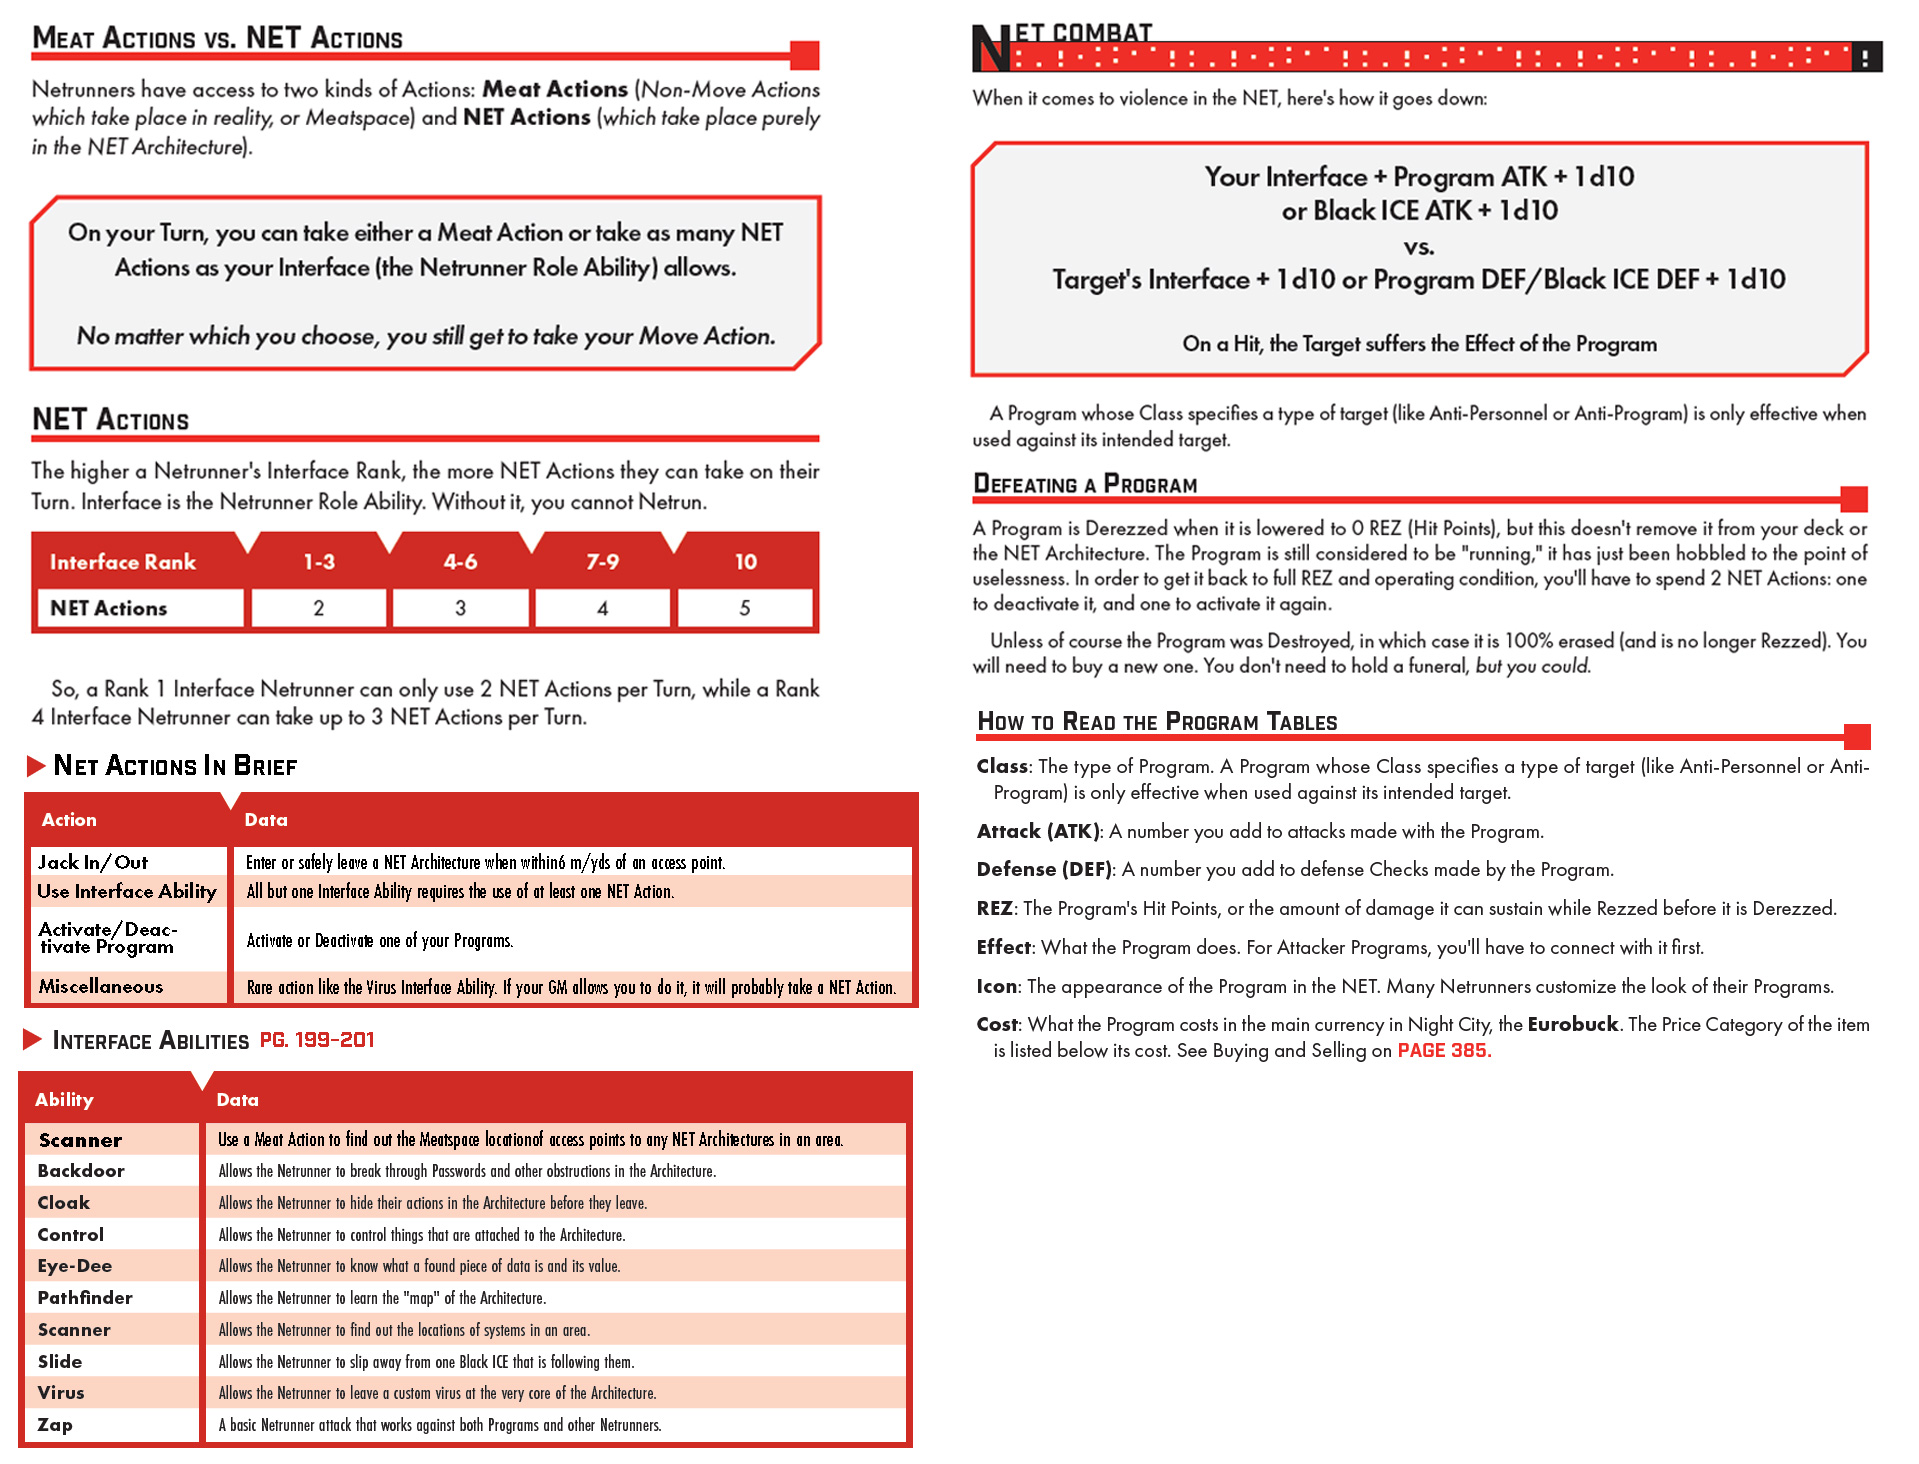 MEAT ACTIONS VS. NET ACTIONS
Netrunners have access to two kinds of Actions: Meat Actions (Non-Move Actions
which take place in reality, or Meatspace) and NET Actions (which take place purely
in the NET Architecture).
On your Turn, you can take either a Meat Action or take as many NET
Actions as your Interface (the Netrunner Role Ability) allows.
No matter which you choose, you still get to take your Move Action.
NET ACTIONS
The higher a Netrunner's Interface Rank, the more NET Actions they can take on their
Turn. Interface is the Netrunner Role Ability. Without it, you cannot Netrun.
Interface Rank 1-3 4-6 7-9 10
NET Actions 2 3 4 5
So, a Rank 1 Interface Netrunner can only use 2 NET Actions per Turn, while a Rank
4 Interface Netrunner can take up to 3 NET Actions per Turn.
NET ACTIONS IN BRIEF
Action Data
Jack In/Out Enter or safely leave a NET Architecture when within6 m/yds of an access point.
Use Interface Ability All but one Interface Ability requires the use of at least one NET Action.
Activate/Deac-
tivate Program Activate or Deactivate one of your Programs.
Miscellaneous Rare action like the Virus Interface Ability. If your GM allows you to do it, it will probably take a NET Action.
INTERFACE ABILITIES PG. 199-201
Ability Data
Scanner Use a Meat Action to find out the Meatspace locationof access points to any NET Architectures in an area.
Backdoor Allows the Netrunner to break through Passwords and other obstructions in the Architecture.
Cloak Allows the Netrunner to hide their actions in the Architecture before they leave.
Control Allows the Netrunner to control things that are attached to the Architecture.
Eye-Dee Allows the Netrunner to know what a found piece of data is and its value.
Pathfinder Allows the Netrunner to learn the "map" of the Architecture.
Scanner Allows the Netrunner to find out the locations of systems in an area.
Slide Allows the Netrunner to slip away from one Black ICE that is following them.
Virus Allows the Netrunner to leave a custom virus at the very core of the Architecture.
Zap A basic Netrunner attack that works against both Programs and other Netrunners.
NET COMBAT
When it comes to violence in the NET, here's how it goes down:
Your Interface + Program ATK + 1d10
or Black ICE ATK + 1d10
vs.
Target's Interface + 1d10 or Program DEF/Black ICE DEF + 1d10
On a Hit, the Target suffers the Effect of the Program
A Program whose Class specifies a type of target (like Anti-Personnel or Anti-Program) is only effective when
used against its intended target.
DEFEATING A PROGRAM
A Program is Derezzed when it is lowered to 0 REZ (Hit Points), but this doesn't remove it from your deck or
the NET Architecture. The Program is still considered to be "running," it has just been hobbled to the point of
uselessness. In order to get it back to full REZ and operating condition, you'll have to spend 2 NET Actions: one
to deactivate it, and one to activate it again.
Unless of course the Program was Destroyed, in which case it is 100% erased (and is no longer Rezzed). You
will need to buy a new one. You don't need to hold a funeral, but you could.
HOW TO READ THE PROGRAM TABLES
Class: The type of Program. A Program whose Class specifies a type of target (like Anti-Personnel or Anti-
Program) is only effective when used against its intended target.
Attack (ATK): A number you add to attacks made with the Program.
Defense (DEF): A number you add to defense Checks made by the Program.
REZ: The Program's Hit Points, or the amount of damage it can sustain while Rezzed before it is Derezzed.
Effect: What the Program does. For Attacker Programs, you'll have to connect with it first.
Icon: The appearance of the Program in the NET. Many Netrunners customize the look of their Programs.
Cost: What the Program costs in the main currency in Night City, the Eurobuck. The Price Category of the item
is listed below its cost. See Buying and Selling on PAGE 385.